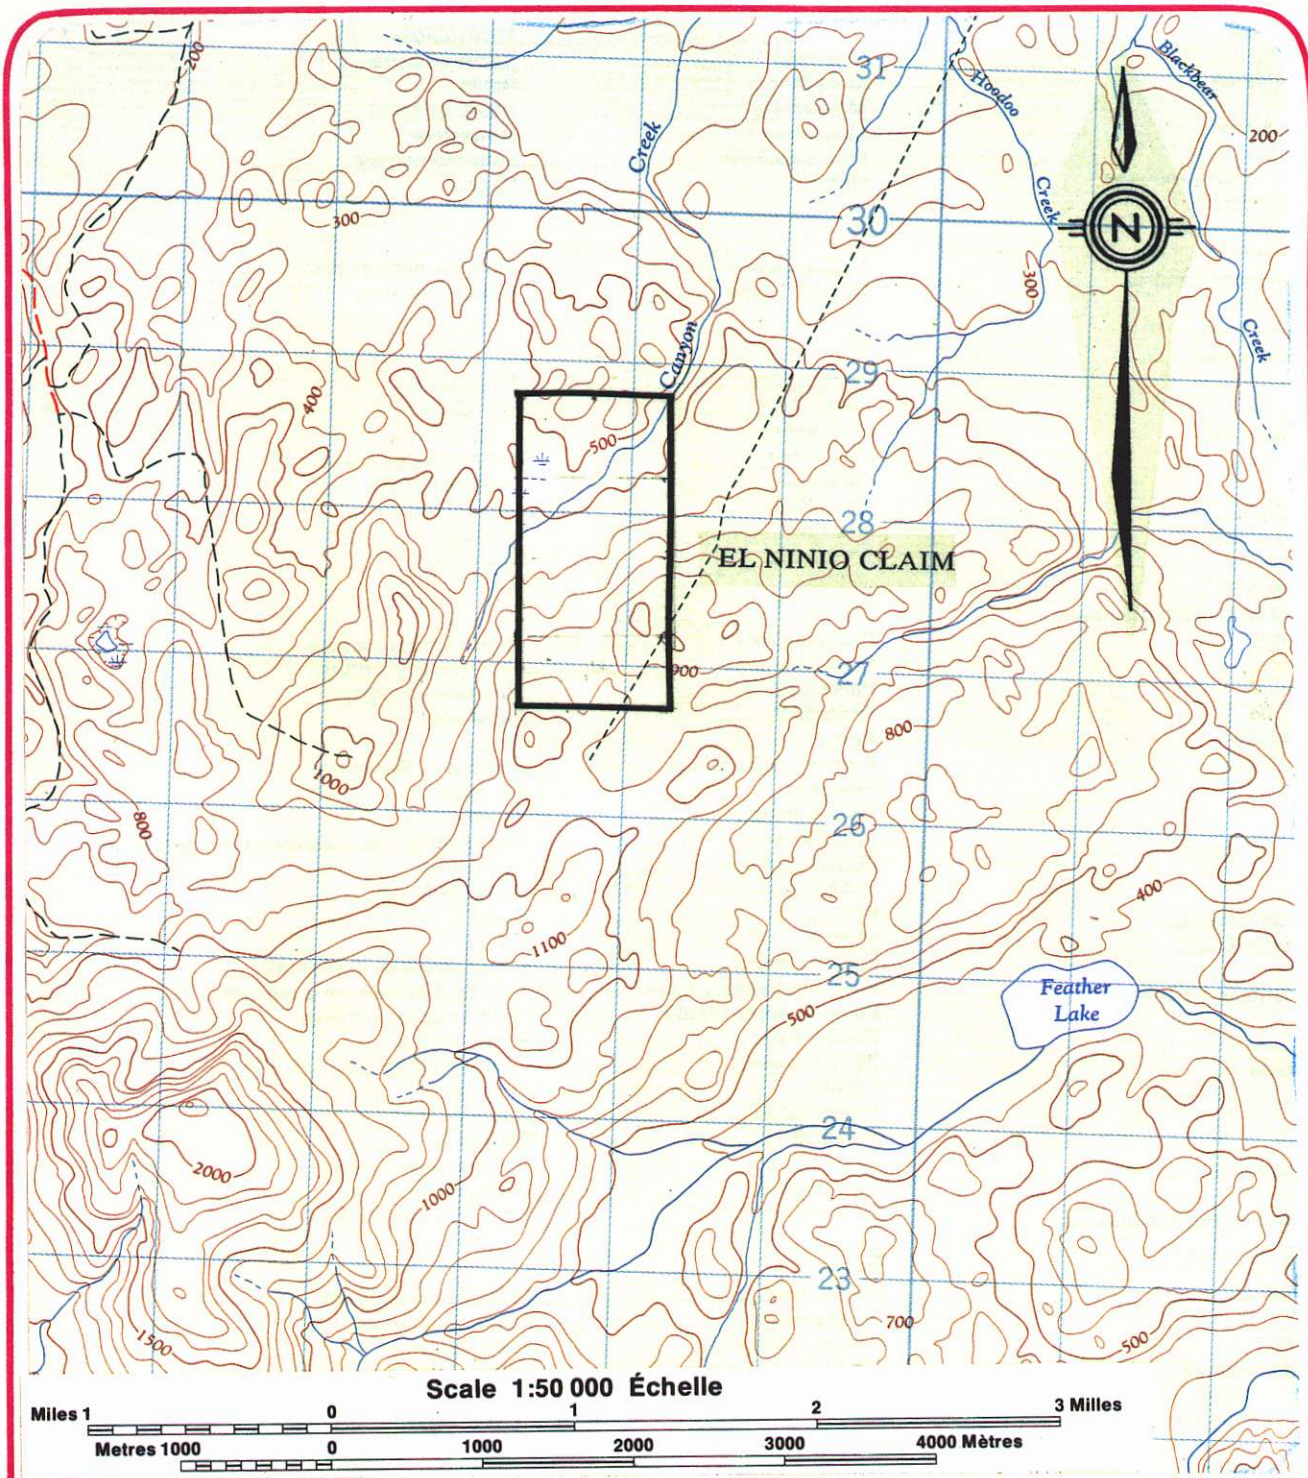 200
31
Hoodoo
Blackbear
200
Creek
Creek
300
30
N
300
Creek
Canyon
29
400
500
28
EL NINIO CLAIM
900
27
800
1000
800
26
400
1100
25
Feather
Lake
500
24
2000
1000
23
700
1500
500
Scale 1:50 000 Échelle
Miles 1 0 1 2 3 Milles
Metres 1000 0 1000 2000 3000 4000 Mètres